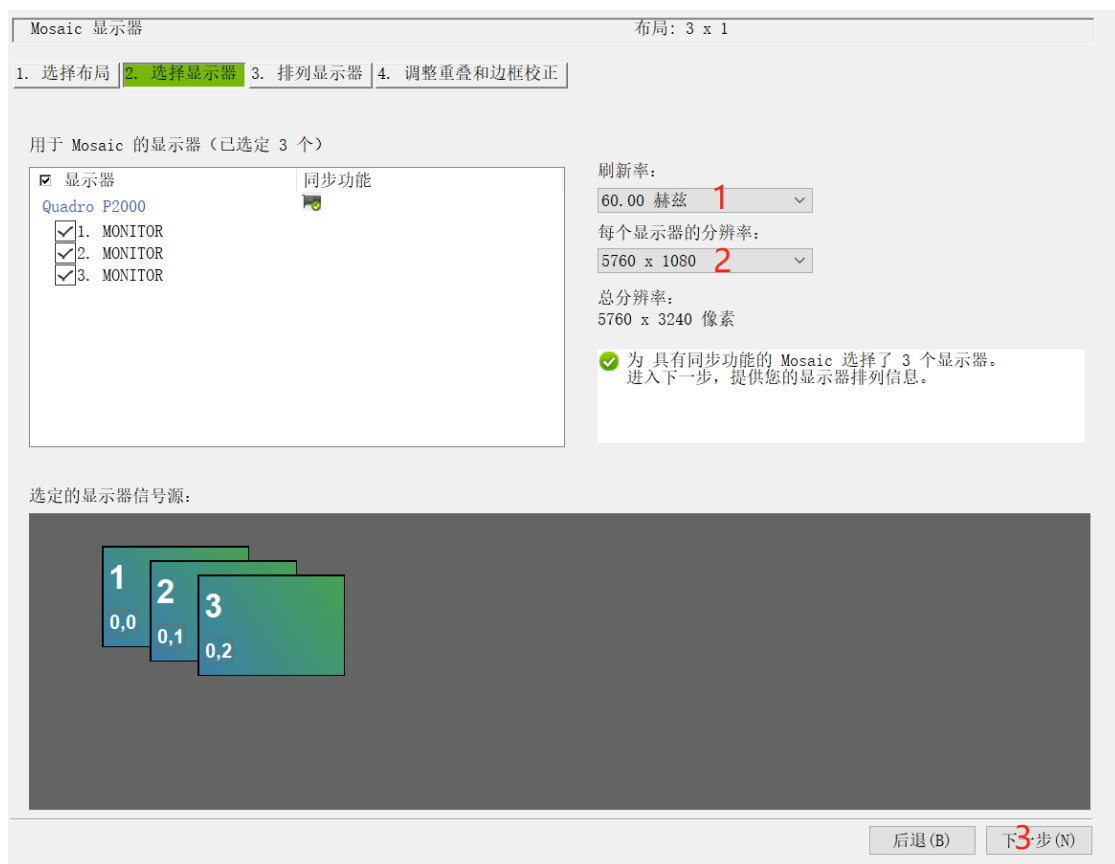 Mosaic 显示器 布局: 3 x 1
1. 选择布局 2. 选择显示器 3. 排列显示器 4. 调整重叠和边框校正
用于 Mosaic 的显示器（已选定 3 个）
显示器 同步功能
Quadro P2000
1. MONITOR
2. MONITOR
3. MONITOR
刷新率:
60.00 赫兹 1
每个显示器的分辨率:
5760 x 1080 2
总分辨率:
5760 x 3240 像素
为 具有同步功能的 Mosaic 选择了 3 个显示器。
进入下一步，提供您的显示器排列信息。
选定的显示器信号源:
1
0,0
2
0,1
3
0,2
后退(B) 下一步(N) 3